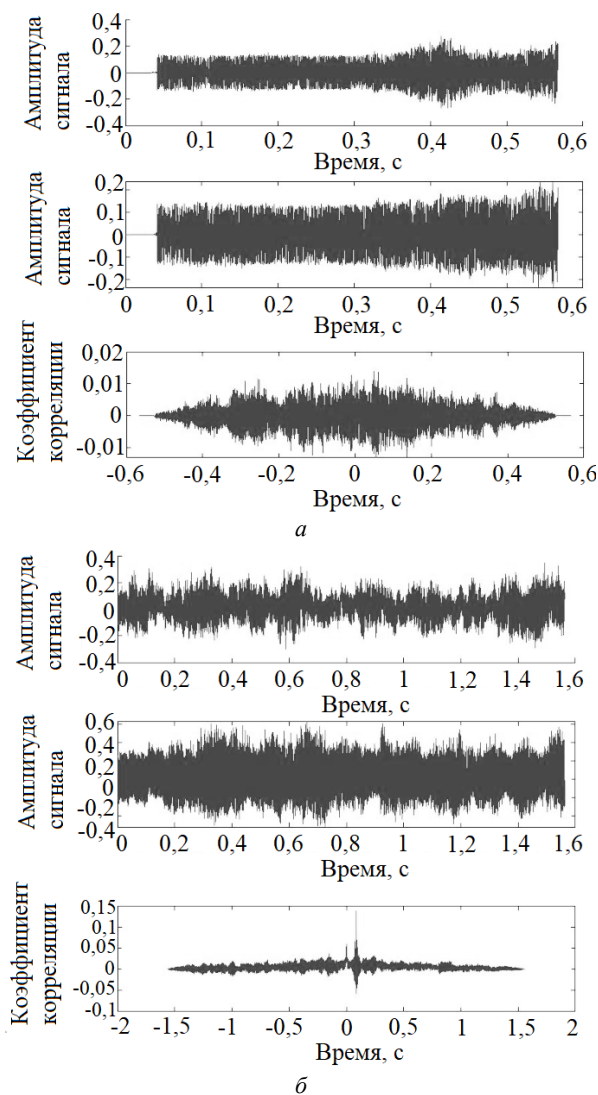 Амплитуда
сигнала
0,4
0,2
0
-0,2
-0,4
0 0,1 0,2 0,3 0,4 0,5 0,6
Время, с
Амплитуда
сигнала
0,2
0,1
0
-0,1
-0,2
0 0,1 0,2 0,3 0,4 0,5 0,6
Время, с
Коэффициент
корреляции
0,02
0,01
0
-0,01
-0,6 -0,4 -0,2 0 0,2 0,4 0,6
Время, с
а
Амплитуда
сигнала
0,4
0,2
0
-0,2
-0,4
0 0,2 0,4 0,6 0,8 1 1,2 1,4 1,6
Время, с
Амплитуда
сигнала
0,6
0,4
0,2
0
-0,2
-0,4
0 0,2 0,4 0,6 0,8 1 1,2 1,4 1,6
Время, с
Коэффициент
корреляции
0,15
0,1
0,05
0
-0,05
-0,1
-2 -1,5 -1 -0,5 0 0,5 1 1,5 2
Время, с
б